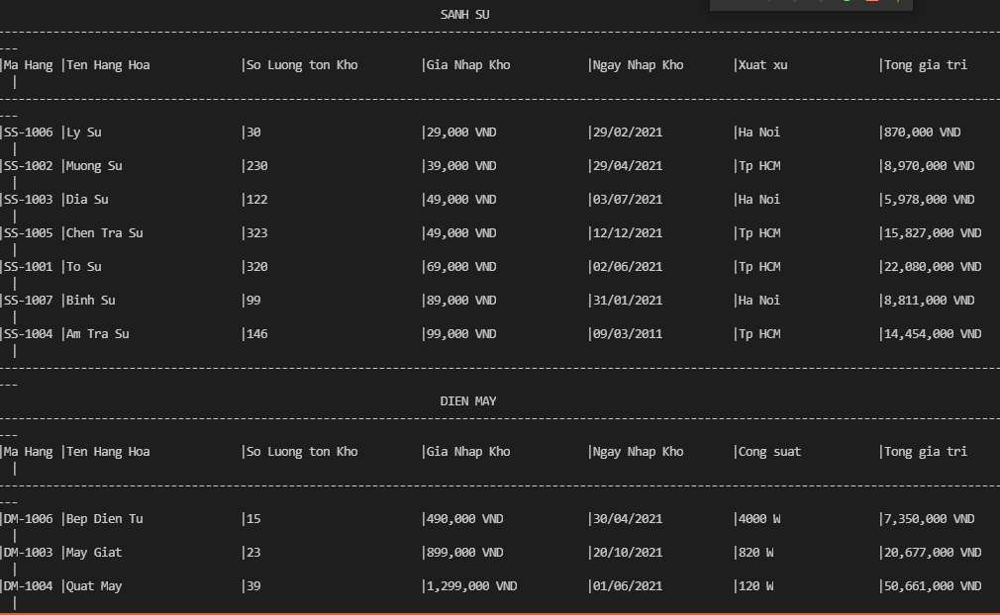 SANH SU
-----------------------------------------------------------------------------------------------------------------------------------------------
---
|Ma Hang |Ten Hang Hoa |So Luong ton Kho |Gia Nhap Kho |Ngay Nhap Kho |Xuat xu |Tong gia tri
|
-----------------------------------------------------------------------------------------------------------------------------------------------
---
|SS-1006 |Ly Su |30 |29,000 VND |29/02/2021 |Ha Noi |870,000 VND
|
|SS-1002 |Muong Su |230 |39,000 VND |29/04/2021 |Tp HCM |8,970,000 VND
|
|SS-1003 |Dia Su |122 |49,000 VND |03/07/2021 |Ha Noi |5,978,000 VND
|
|SS-1005 |Chen Tra Su |323 |49,000 VND |12/12/2021 |Tp HCM |15,827,000 VND
|
|SS-1001 |To Su |320 |69,000 VND |02/06/2021 |Tp HCM |22,080,000 VND
|
|SS-1007 |Binh Su |99 |89,000 VND |31/01/2021 |Ha Noi |8,811,000 VND
|
|SS-1004 |Am Tra Su |146 |99,000 VND |09/03/2011 |Tp HCM |14,454,000 VND
|
-----------------------------------------------------------------------------------------------------------------------------------------------
---
DIEN MAY
-----------------------------------------------------------------------------------------------------------------------------------------------
---
|Ma Hang |Ten Hang Hoa |So Luong ton Kho |Gia Nhap Kho |Ngay Nhap Kho |Cong suat |Tong gia tri
|
-----------------------------------------------------------------------------------------------------------------------------------------------
---
|DM-1006 |Bep Dien Tu |15 |490,000 VND |30/04/2021 |4000 W |7,350,000 VND
|
|DM-1003 |May Giat |23 |899,000 VND |20/10/2021 |820 W |20,677,000 VND
|
|DM-1004 |Quat May |39 |1,299,000 VND |01/06/2021 |120 W |50,661,000 VND
|